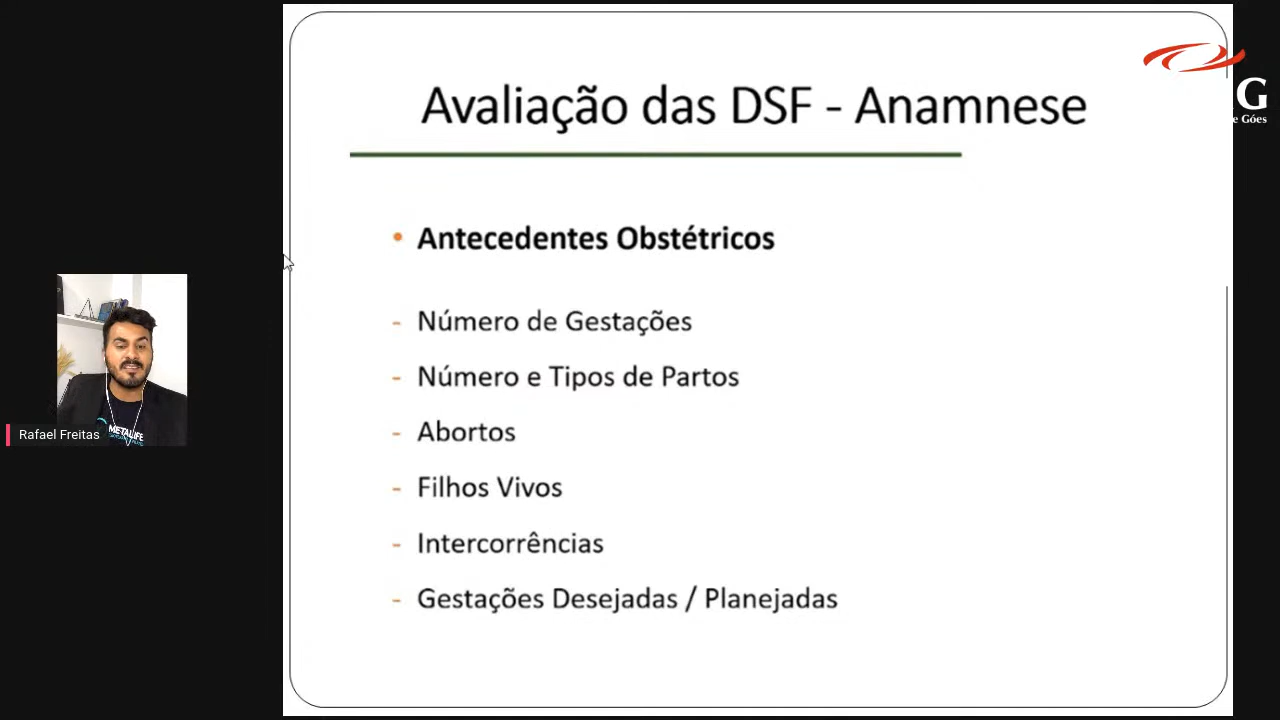 Avaliação das DSF - Anamnese
G
e Góes
• Antecedentes Obstétricos
- Número de Gestações
- Número e Tipos de Partos
- Abortos
- Filhos Vivos
- Intercorrências
- Gestações Desejadas / Planejadas
METALIFE
Rafael Freitas